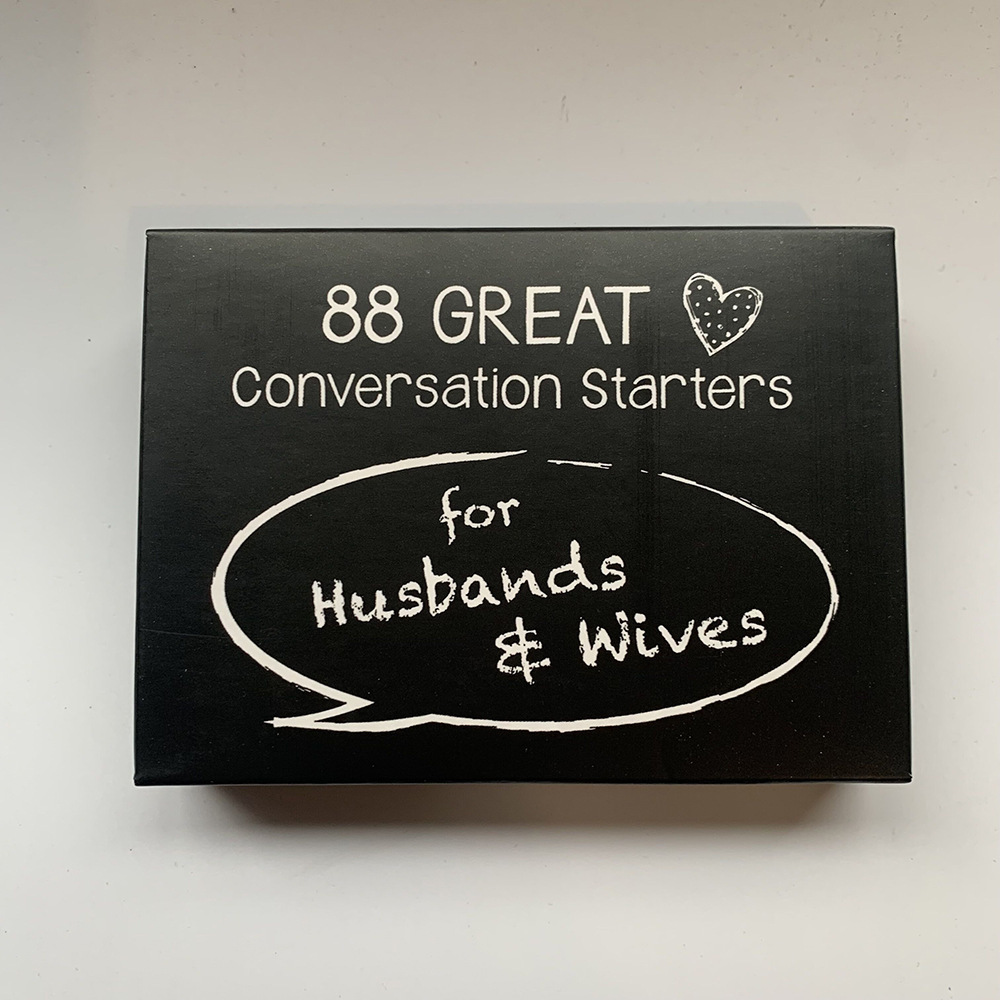 88 GREAT
Conversation Starters
for
Husbands
& Wives